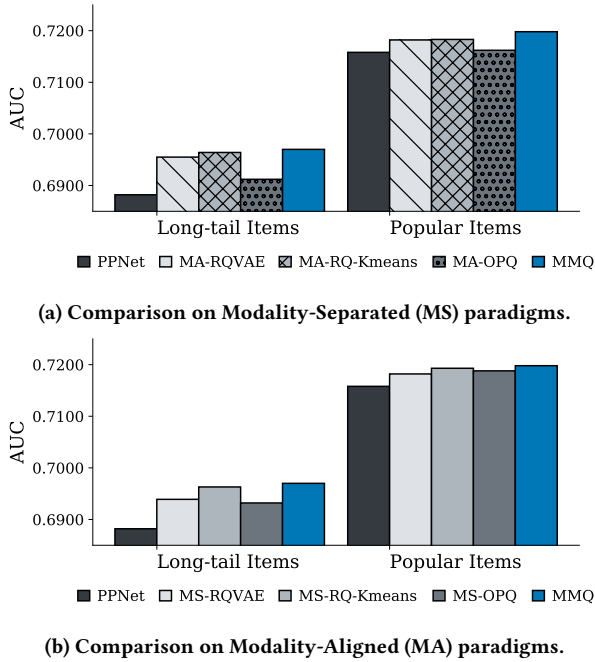 0.7200
0.7100
0.7000
0.6900
AUC
Long-tail Items Popular Items
PPNet MA-RQVAE MA-RQ-Kmeans MA-OPQ MMQ
(a) Comparison on Modality-Separated (MS) paradigms.
0.7200
0.7100
0.7000
0.6900
AUC
Long-tail Items Popular Items
PPNet MS-RQVAE MS-RQ-Kmeans MS-OPQ MMQ
(b) Comparison on Modality-Aligned (MA) paradigms.